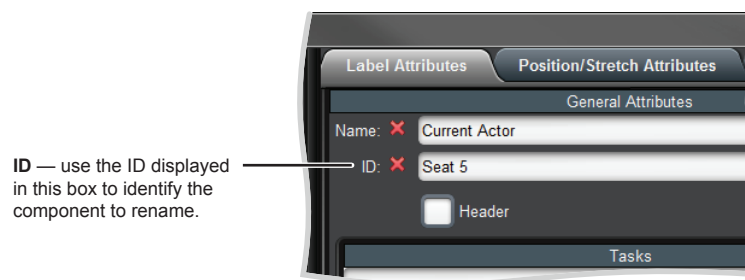 Label Attributes
Position/Stretch Attributes
General Attributes
Name: Current Actor
ID: Seat 5
Header
Tasks
ID — use the ID displayed
in this box to identify the
component to rename.